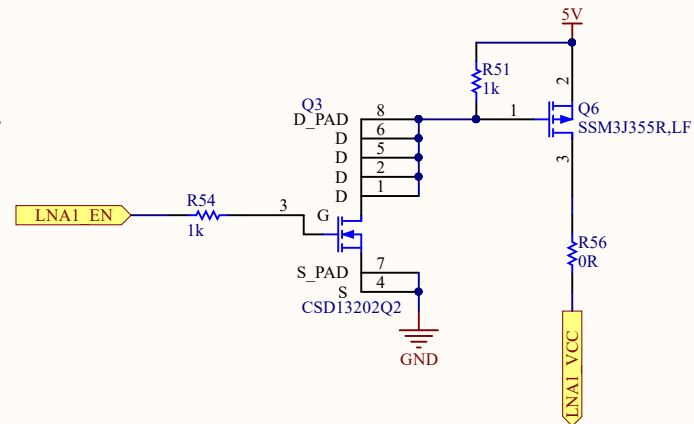 5V
R51
1k
2
Q3
D_PAD
8
1
Q6
SSM3J355R,LF
D
6
D
5
D
2
D
1
3
R54
1k
3
G
LNA1_EN
R56
0R
S_PAD
7
S
4
CSD13202Q2
GND
LNA1_VCC